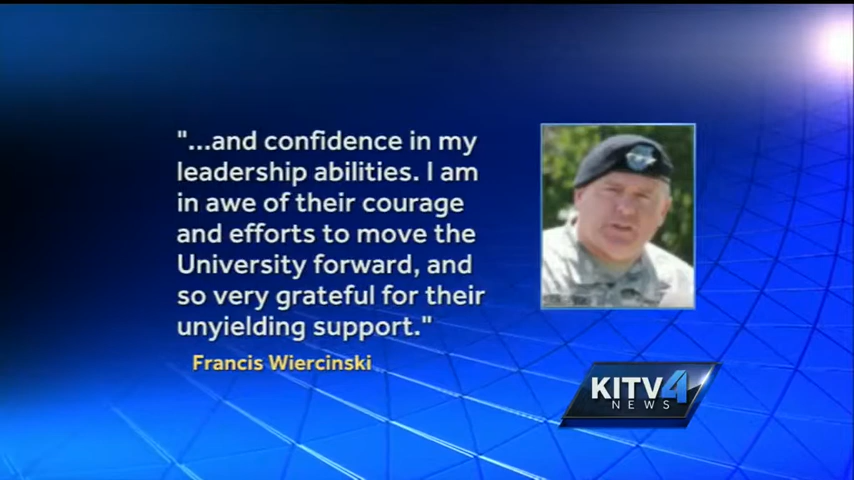 "...and confidence in my
leadership abilities. I am
in awe of their courage
and efforts to move the
University forward, and
so very grateful for their
unyielding support."
Francis Wiercinski
KITV4
NEWS